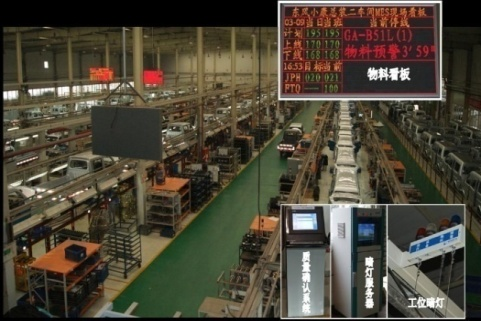 东风小康总装二车间MES现场看板
03-09 当日 当班 当前停线
计划 195 195 GA-B51L(1)
上线 170 170 物料预警3'59"
下线 168 168
16:53 目标 当前
JPH 020 021
FTQ --- 100
物料看板
质量确认系统
暗灯服务器
工位暗灯